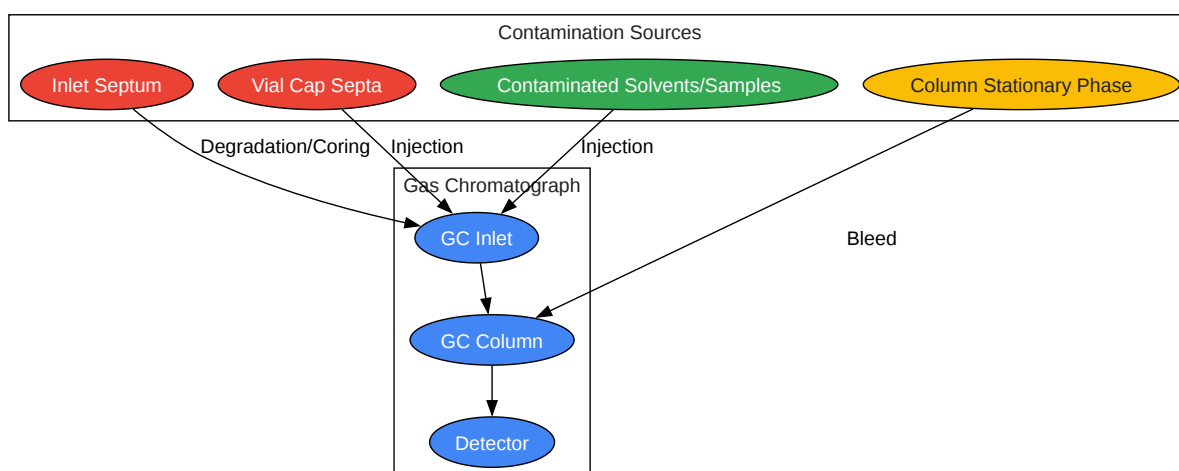 Contamination Sources
Inlet Septum
Vial Cap Septa
Contaminated Solvents/Samples
Column Stationary Phase
Degradation/Coring
Injection
Injection
Gas Chromatograph
GC Inlet
Bleed
GC Column
Detector